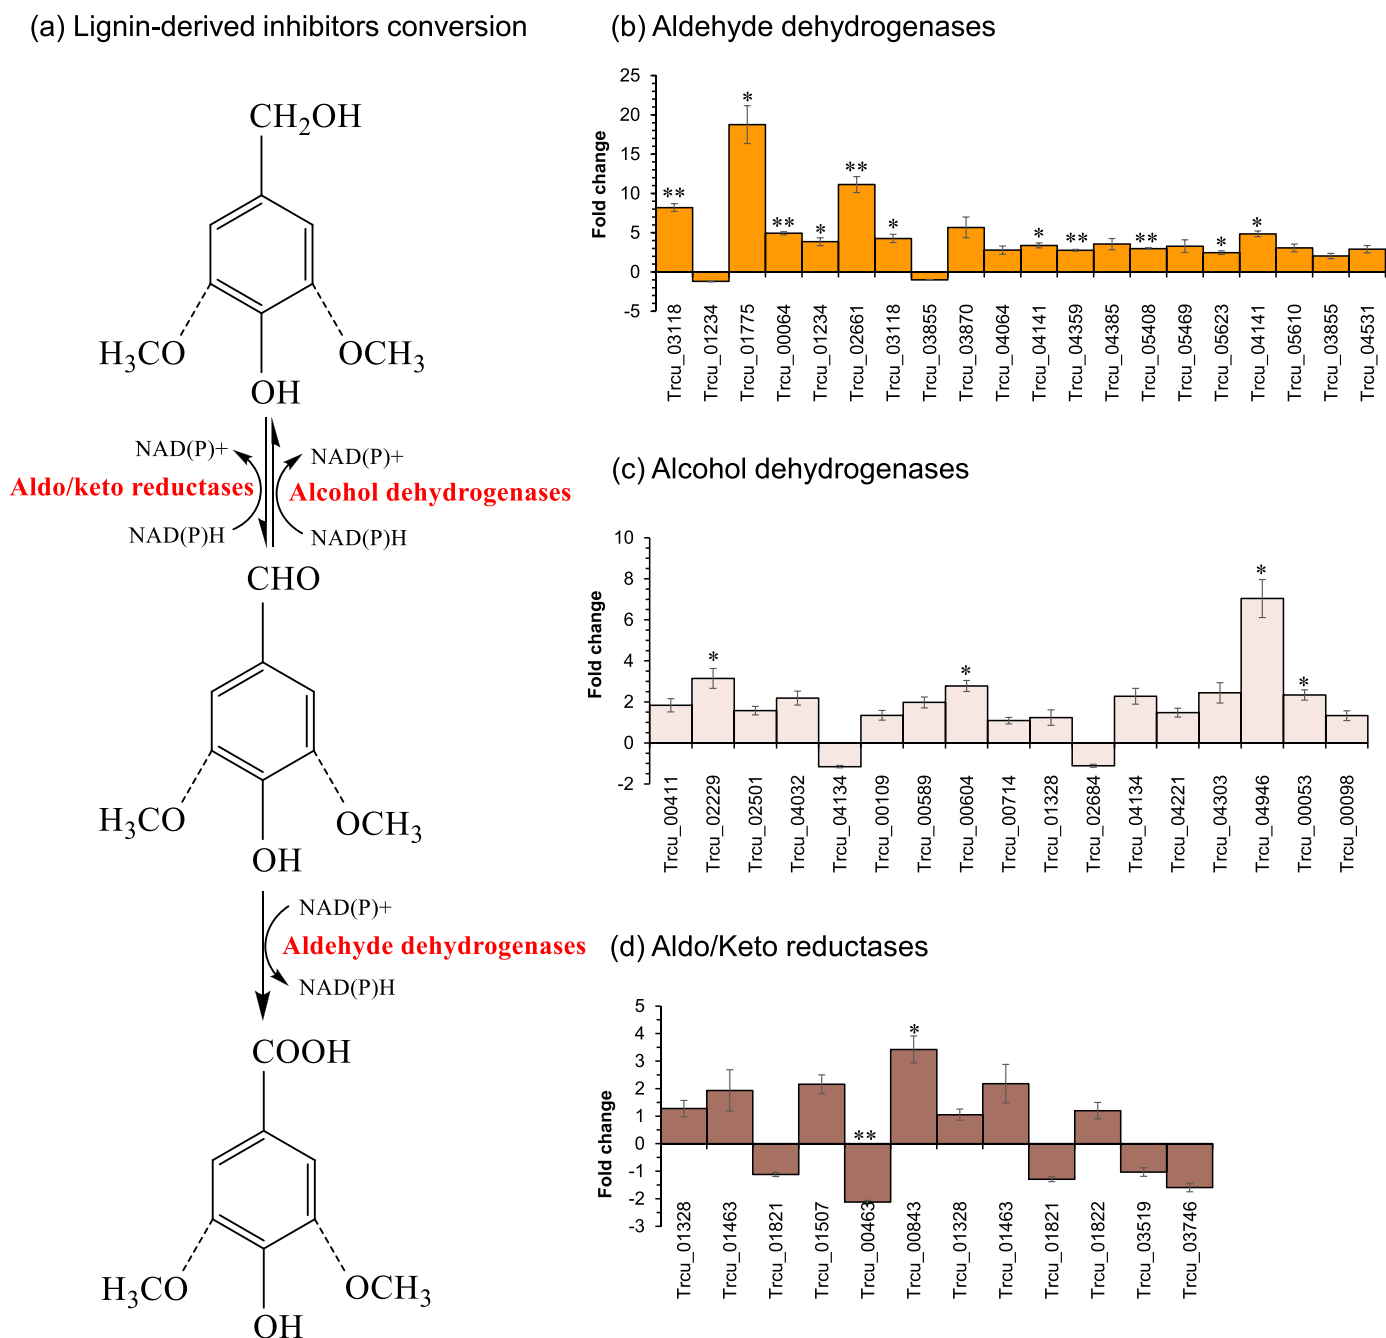 (a) Lignin-derived inhibitors conversion
CH2OH
H3CO
OCH3
OH
NAD(P)+
NAD(P)+
Aldo/keto reductases
Alcohol dehydrogenases
NAD(P)H
NAD(P)H
CHO
H3CO
OCH3
OH
NAD(P)+
Aldehyde dehydrogenases
NAD(P)H
COOH
H3CO
OCH3
OH
(b) Aldehyde dehydrogenases
Fold change
25
20
15
10
5
0
-5
**
*
**
*
**
*
*
**
**
*
*
Trcu_03118
Trcu_01234
Trcu_01775
Trcu_00064
Trcu_01234
Trcu_02661
Trcu_03118
Trcu_03855
Trcu_03870
Trcu_04064
Trcu_04141
Trcu_04359
Trcu_04385
Trcu_05408
Trcu_05469
Trcu_05623
Trcu_04141
Trcu_05610
Trcu_03855
Trcu_04531
(c) Alcohol dehydrogenases
Fold change
10
8
6
4
2
0
-2
*
*
*
*
Trcu_00411
Trcu_02229
Trcu_02501
Trcu_04032
Trcu_04134
Trcu_00109
Trcu_00589
Trcu_00604
Trcu_00714
Trcu_01328
Trcu_02684
Trcu_04134
Trcu_04221
Trcu_04303
Trcu_04946
Trcu_00053
Trcu_00098
(d) Aldo/Keto reductases
Fold change
5
4
3
2
1
0
-1
-2
-3
**
*
Trcu_01328
Trcu_01463
Trcu_01821
Trcu_01507
Trcu_00463
Trcu_00843
Trcu_01328
Trcu_01463
Trcu_01821
Trcu_01822
Trcu_03519
Trcu_03746